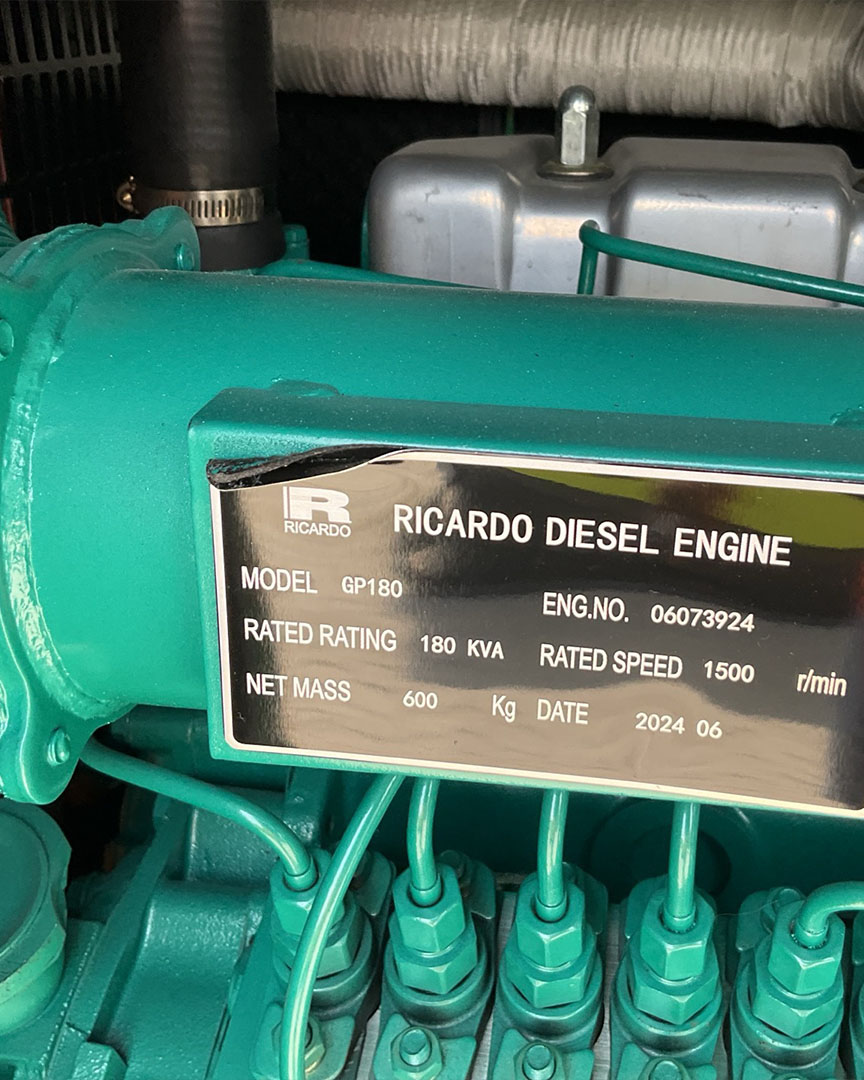 R
RICARDO
RICARDO DIESEL ENGINE
MODEL GP180
ENG.NO. 06073924
RATED RATING 180 KVA
RATED SPEED 1500 r/min
NET MASS 600 Kg
DATE 2024 06